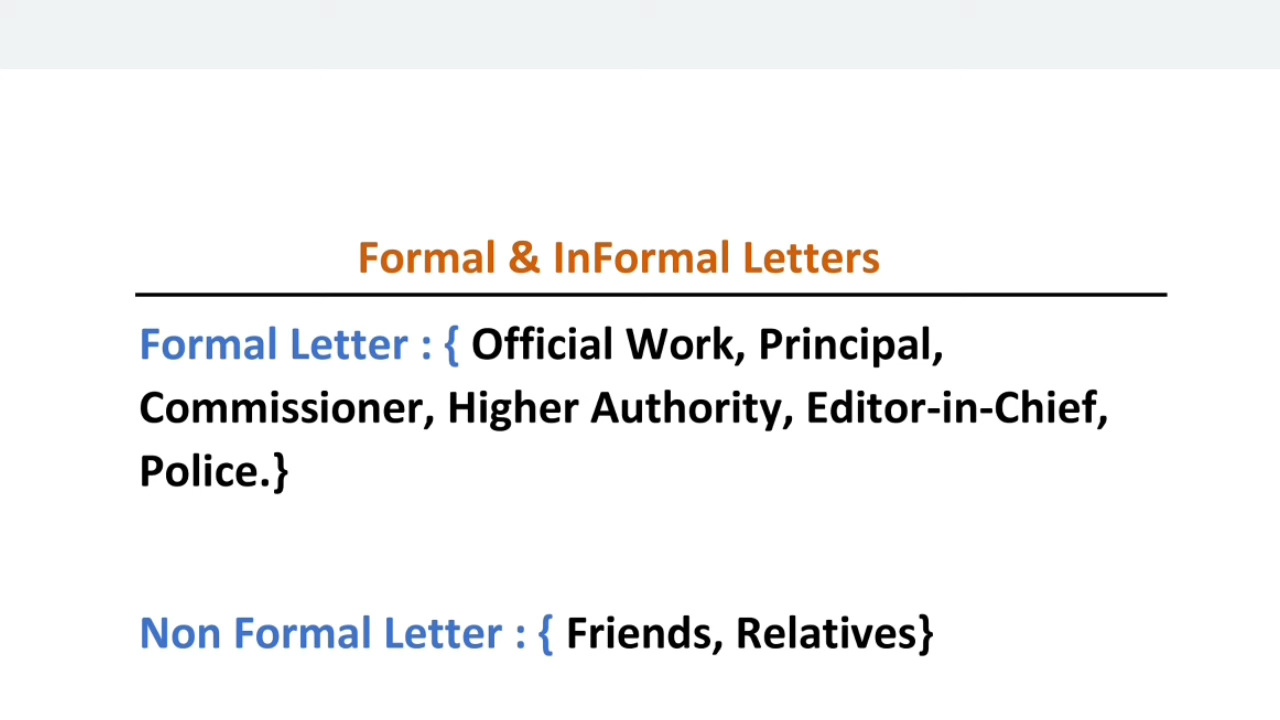 Formal & InFormal Letters
Formal Letter : { Official Work, Principal,
Commissioner, Higher Authority, Editor-in-Chief,
Police.}
Non Formal Letter : { Friends, Relatives}